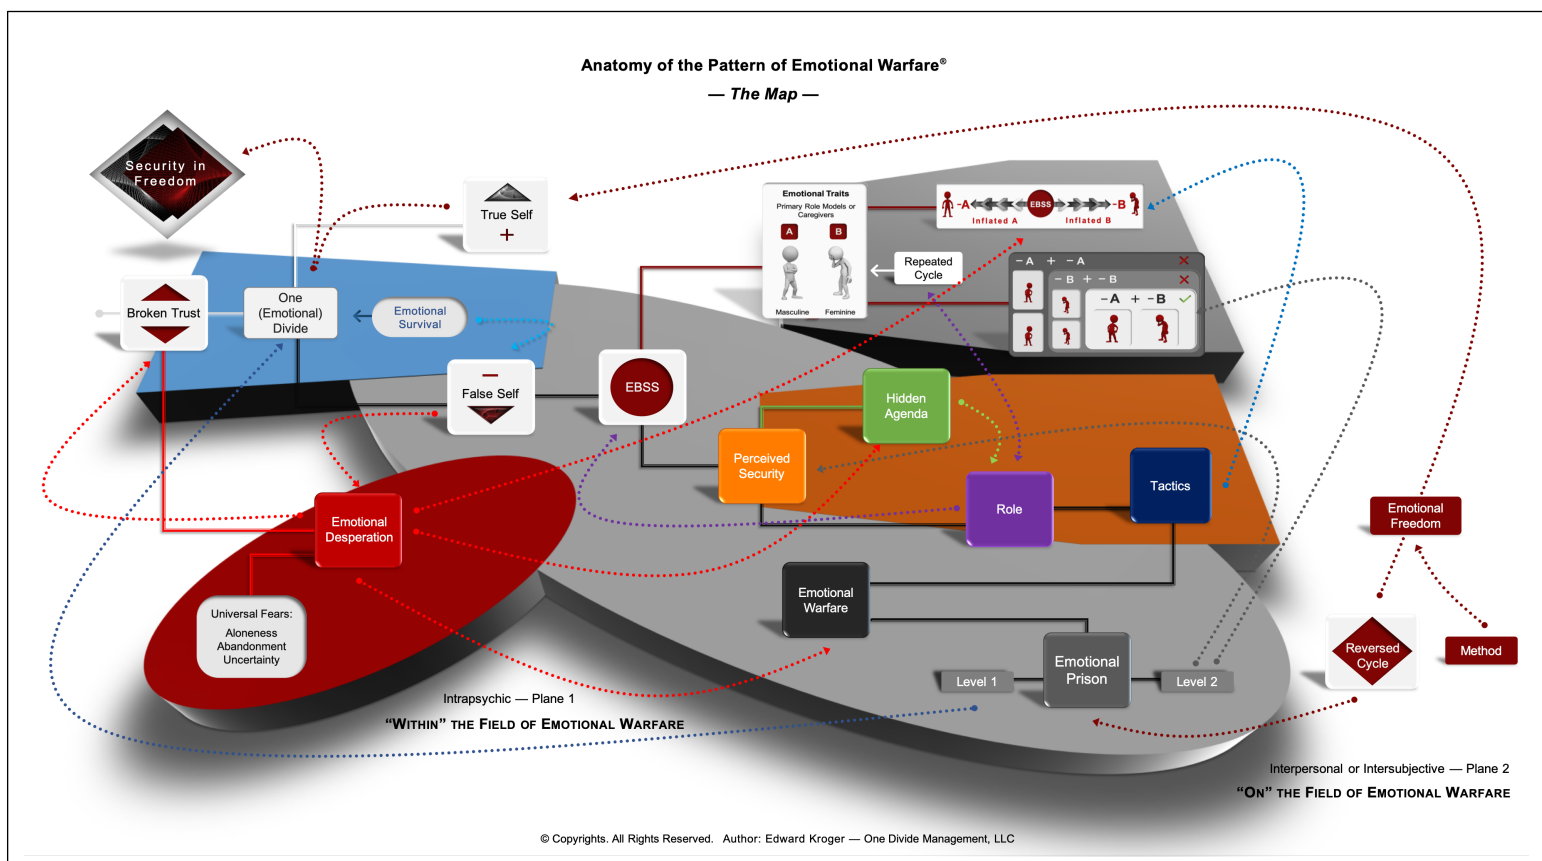 Anatomy of the Pattern of Emotional Warfare®
— The Map —
Security in
Freedom
True Self
+
Emotional Traits
Primary Role Models or
Caregivers
A
B
Masculine
Feminine
-A
EBSS
-B
Inflated A
Inflated B
Repeated
Cycle
-A + -A
-B + -B
-A + -B
Broken Trust
One
(Emotional)
Divide
Emotional
Survival
False Self
EBSS
Hidden
Agenda
Perceived
Security
Role
Tactics
Emotional
Desperation
Universal Fears:
Aloneness
Abandonment
Uncertainty
Emotional
Warfare
Emotional
Prison
Level 1
Level 2
Emotional
Freedom
Reversed
Cycle
Method
Intrapsychic — Plane 1
“Within” the Field of Emotional Warfare
Interpersonal or Intersubjective — Plane 2
“On” the Field of Emotional Warfare
© Copyrights. All Rights Reserved. Author: Edward Kroger — One Divide Management, LLC